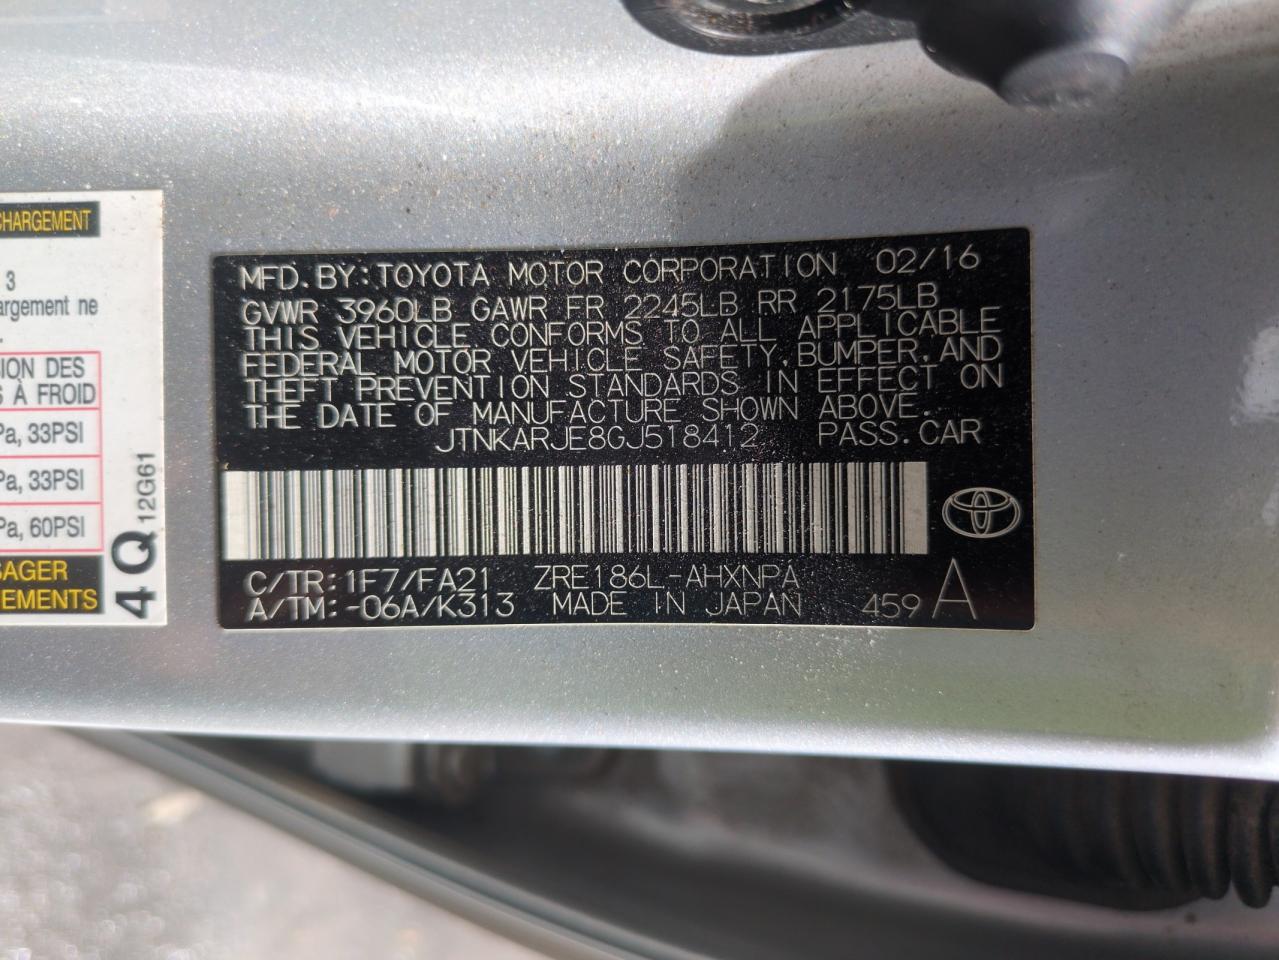 CHARGEMENT
3
argement ne
.
ION DES
S À FROID
Pa, 33PSI
Pa, 33PSI
Pa, 60PSI
SAGER
EMENTS
4Q 12G61
MFD. BY: TOYOTA MOTOR CORPORATION 02/16
GVWR 3960LB GAWR FR 2245LB RR 2175LB
THIS VEHICLE CONFORMS TO ALL APPLICABLE
FEDERAL MOTOR VEHICLE SAFETY, BUMPER, AND
THEFT PREVENTION STANDARDS IN EFFECT ON
THE DATE OF MANUFACTURE SHOWN ABOVE.
JTNKARJE8GJ518412 PASS. CAR
C/TR: 1F7/FA21 ZRE186L-AHXNPA
A/TM: -06A/K313 MADE IN JAPAN 459 A